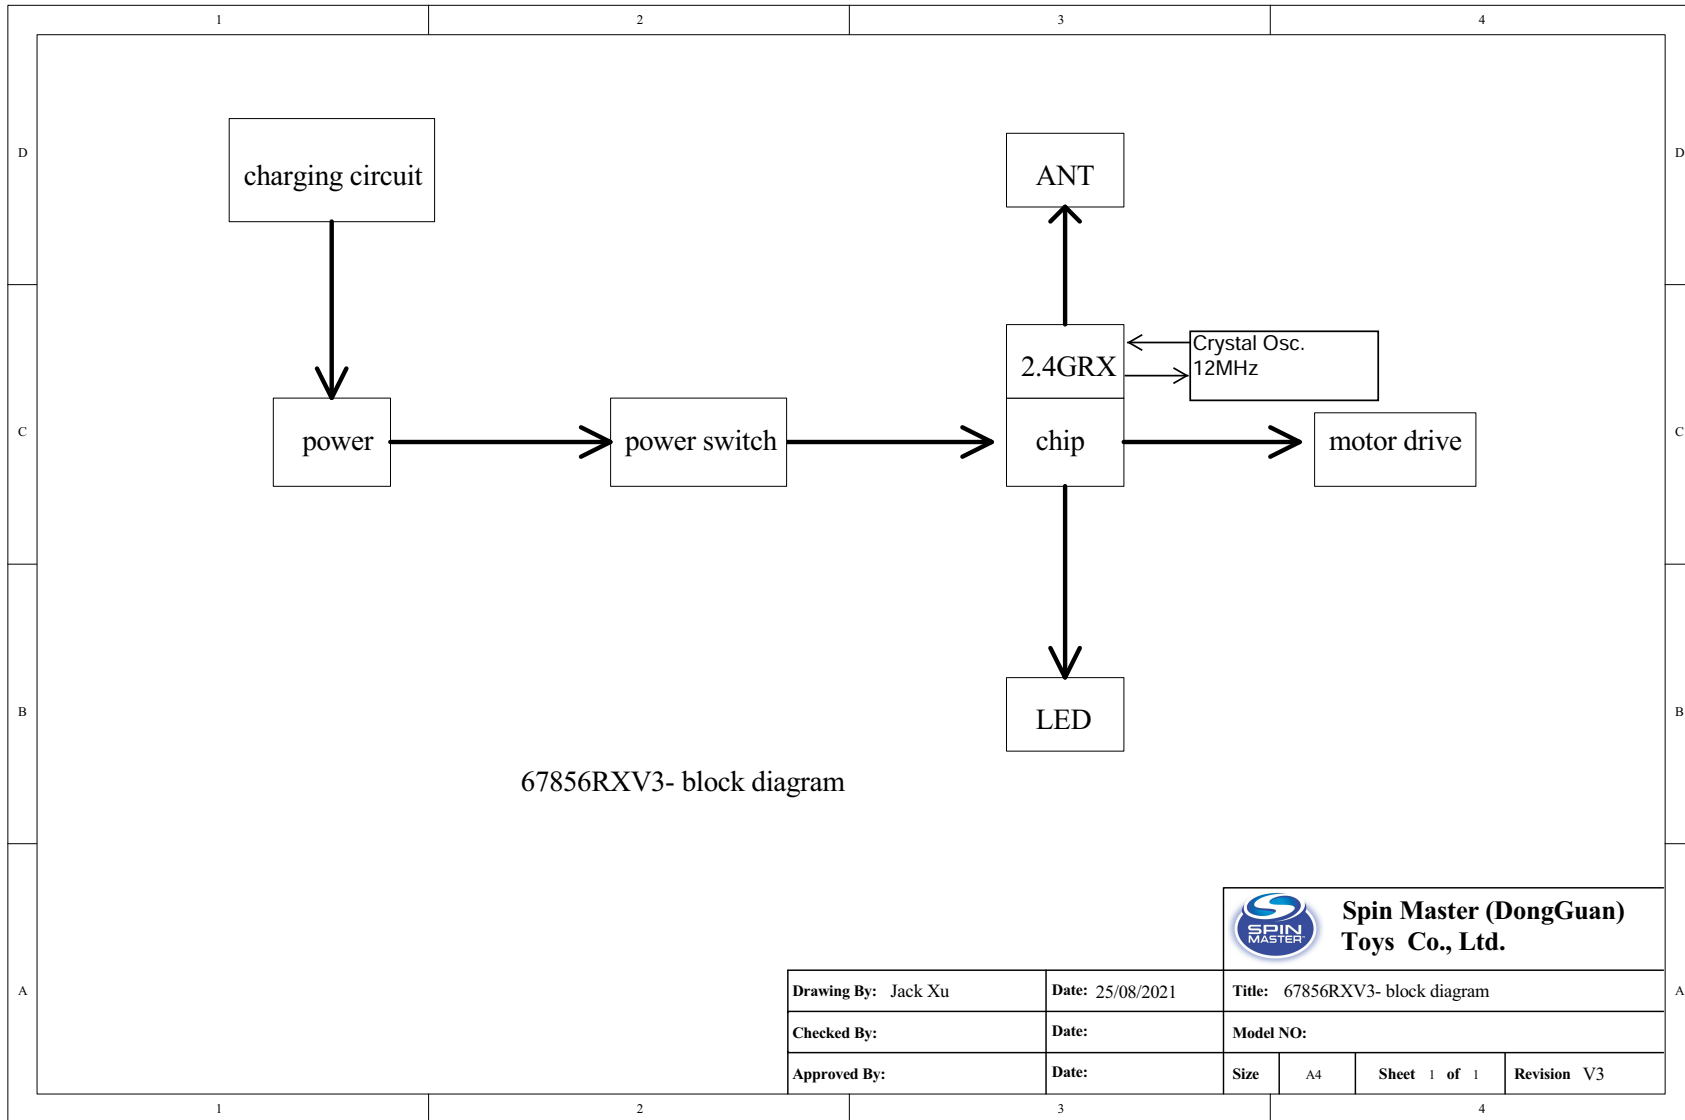 1 2 3 4
D D
charging circuit
ANT
2.4GRX
Crystal Osc.
12MHz
C C
power
power switch
chip
motor drive
B B
LED
67856RXV3- block diagram
SPIN
MASTER
Spin Master (DongGuan)
Toys Co., Ltd.
A A
Drawing By: Jack Xu Date: 25/08/2021 Title: 67856RXV3- block diagram
Checked By: Date: Model NO:
Approved By: Date: Size A4 Sheet 1 of 1 Revision V3
1 2 3 4